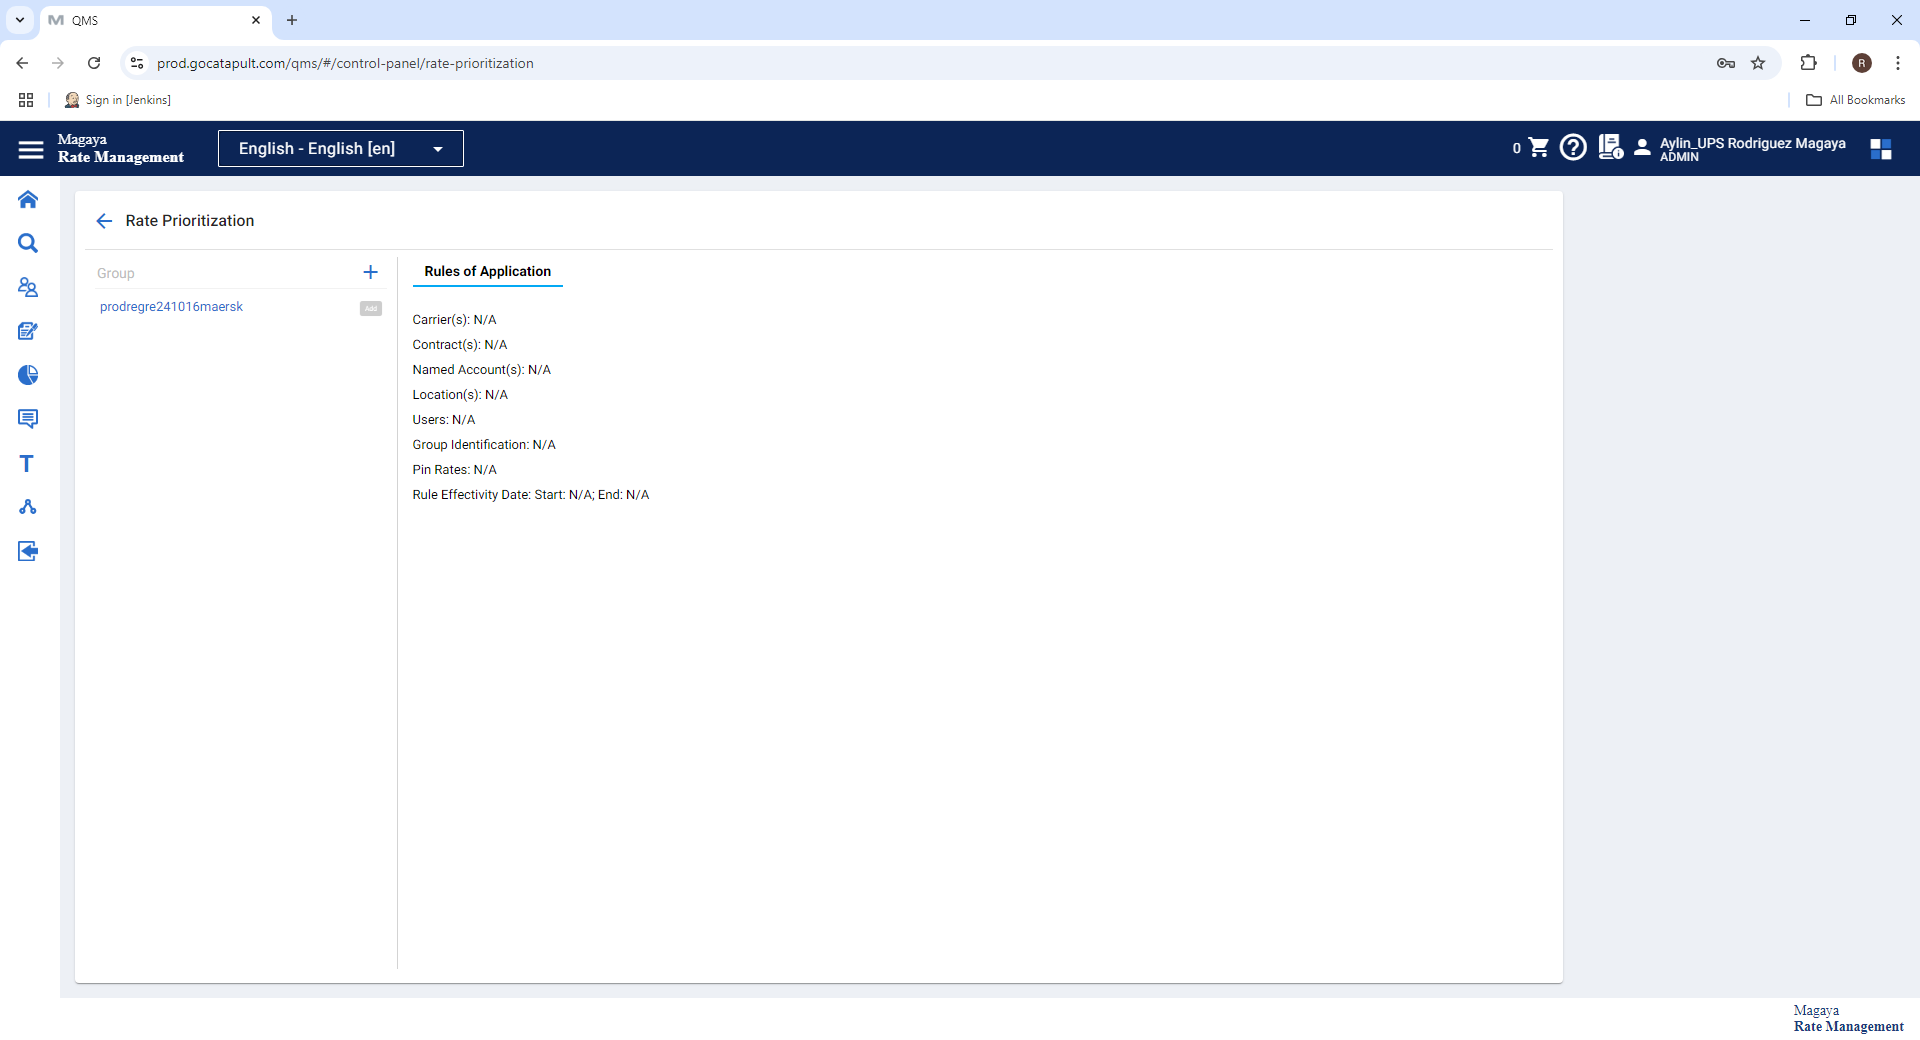 QMS
prod.gocatapult.com/qms/#/control-panel/rate-prioritization
R
Sign in [Jenkins]
All Bookmarks
Magaya
Rate Management
English - English [en]
0
Aylin_UPS Rodriguez Magaya
ADMIN
Rate Prioritization
Group
prodregre241016maersk
Add
Rules of Application
Carrier(s): N/A
Contract(s): N/A
Named Account(s): N/A
Location(s): N/A
Users: N/A
Group Identification: N/A
Pin Rates: N/A
Rule Effectivity Date: Start: N/A; End: N/A
T
Magaya
Rate Management